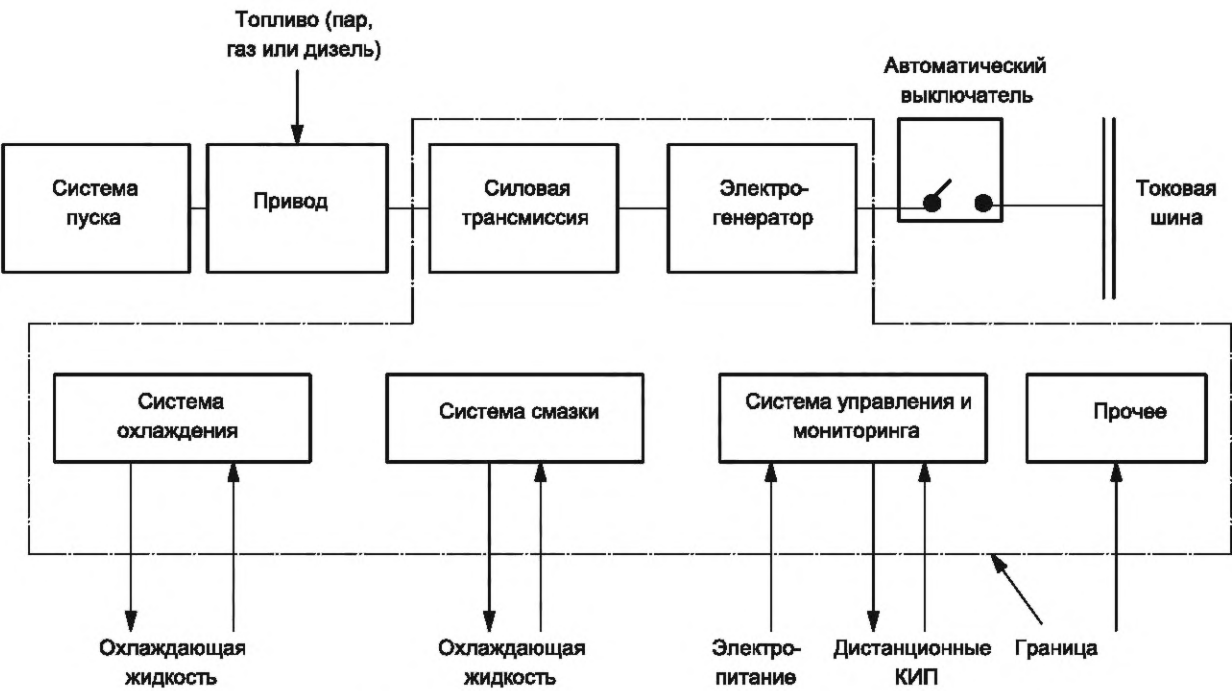 Топливо (пар,
газ или дизель)
Автоматический
выключатель
Система
пуска
Привод
Силовая
трансмиссия
Электро-
генератор
Токовая
шина
Система
охлаждения
Система смазки
Система управления и
мониторинга
Прочее
Охлаждающая
жидкость
Охлаждающая
жидкость
Электро-
питание
Дистанционные
КИП
Граница